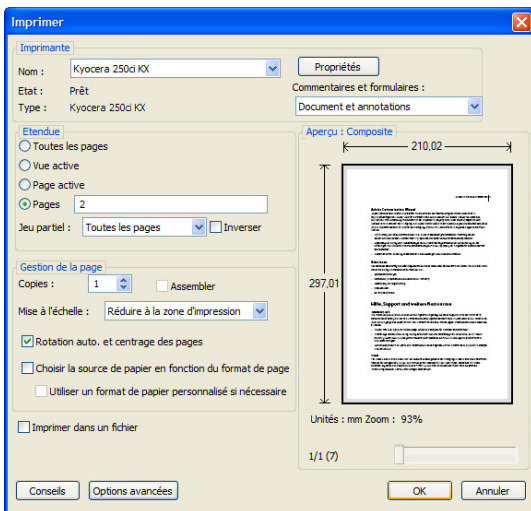 Imprimer
Imprimante
Nom : Kyocera 250ci KX Propriétés
Etat : Prêt Commentaires et formulaires :
Type : Kyocera 250ci KX Document et annotations
Etendue
Toutes les pages
Vue active
Page active
Pages 2
Jeu partiel : Toutes les pages Inverser
Gestion de la page
Copies : 1 Assembler
Mise à l'échelle : Réduire à la zone d'impression
Rotation auto. et centrage des pages
Choisir la source de papier en fonction du format de page
Utiliser un format de papier personnalisé si nécessaire
Imprimer dans un fichier
Aperçu : Composite
210,02
297,01
Hilfe, Support und
Unités : mm Zoom : 93%
1/1 (7)
Conseils Options avancées OK Annuler